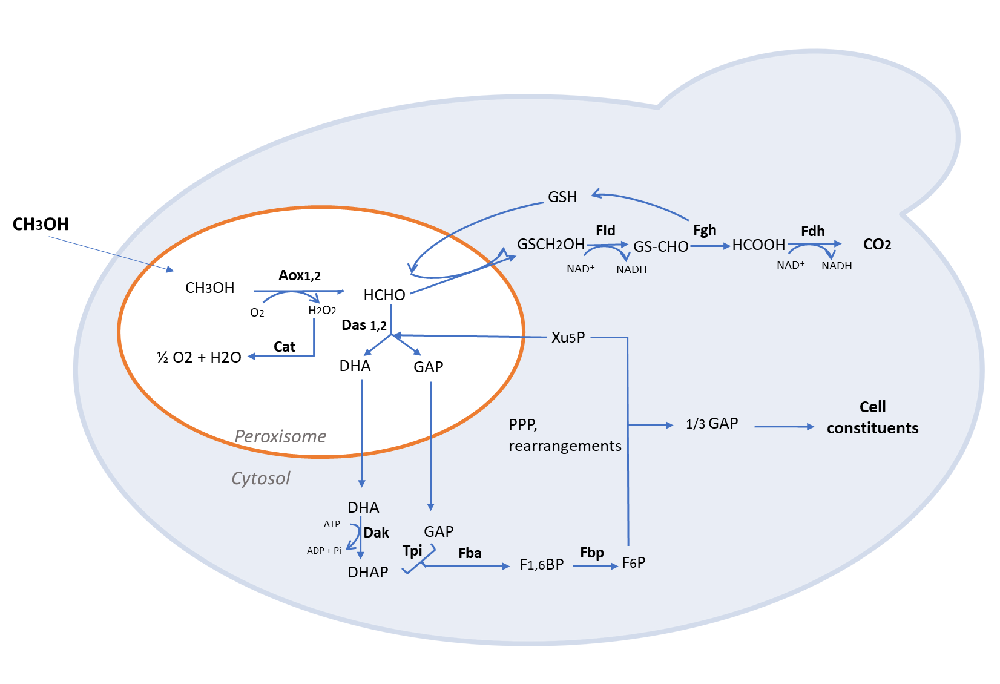 GSH
CH3OH
Fld
Fgh
Fdh
GSCH2OH
GS-CHO
HCOOH
CO2
NAD+
NADH
NAD+
NADH
Aox1,2
CH3OH
HCHO
O2
H2O2
Das 1,2
Xu5P
Cat
½ O2 + H2O
DHA
GAP
Cell
constituents
PPP,
rearrangements
1/3 GAP
Peroxisome
Cytosol
DHA
ATP
Dak
GAP
ADP + Pi
Tpi
Fba
Fbp
DHAP
F1,6BP
F6P